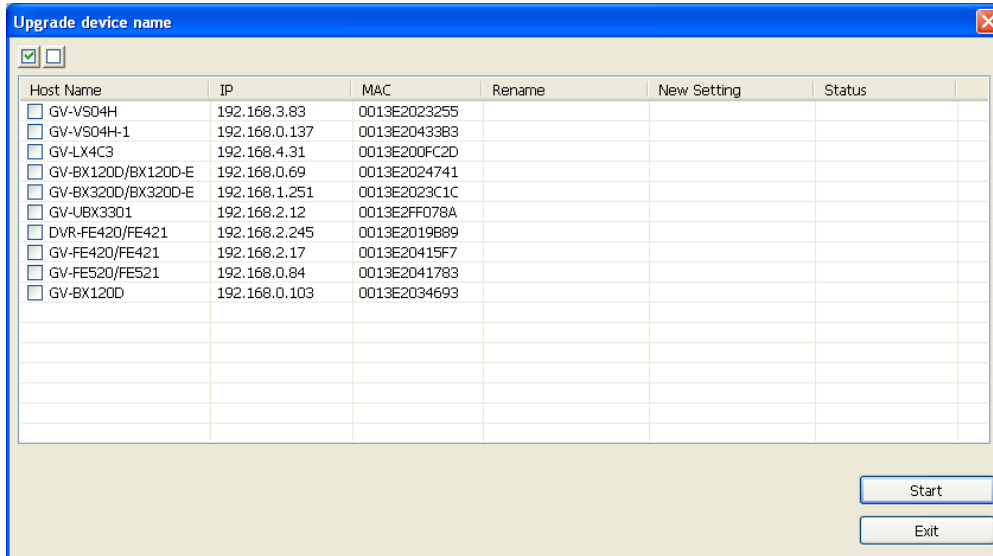 Upgrade device name
Host Name IP MAC Rename New Setting Status
GV-VS04H 192.168.3.83 0013E2023255
GV-VS04H-1 192.168.0.137 0013E20433B3
GV-LX4C3 192.168.4.31 0013E200FC2D
GV-BX120D/BX120D-E 192.168.0.69 0013E2024741
GV-BX320D/BX320D-E 192.168.1.251 0013E2023C1C
GV-UBX3301 192.168.2.12 0013E2FF078A
DVR-FE420/FE421 192.168.2.245 0013E2019B89
GV-FE420/FE421 192.168.2.17 0013E20415F7
GV-FE520/FE521 192.168.0.84 0013E2041783
GV-BX120D 192.168.0.103 0013E2034693
Start
Exit